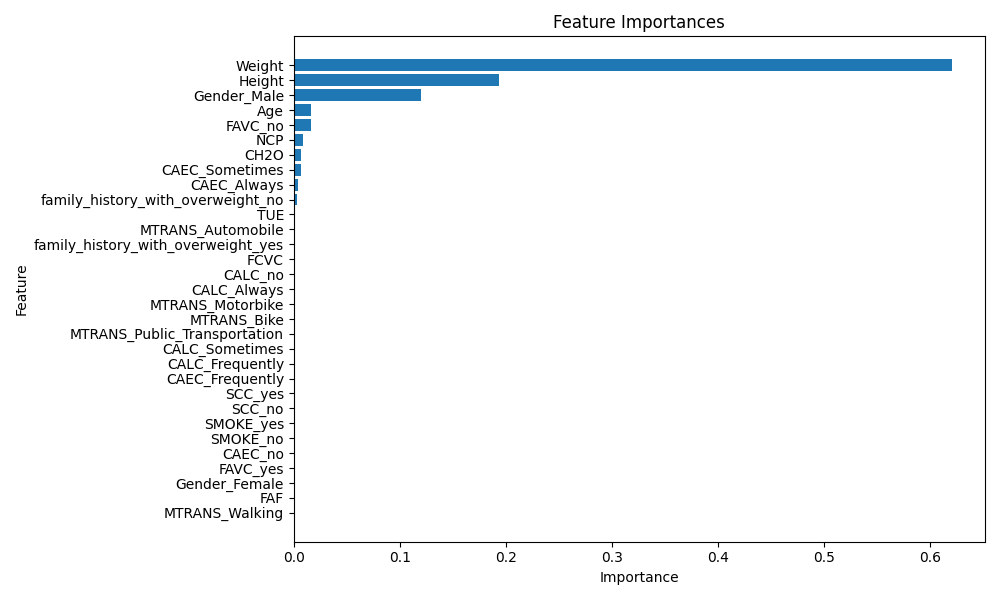 Feature Importances
Weight
Height
Gender_Male
Age
FAVC_no
NCP
CH2O
CAEC_Sometimes
CAEC_Always
family_history_with_overweight_no
TUE
MTRANS_Automobile
family_history_with_overweight_yes
FCVC
CALC_no
CALC_Always
MTRANS_Motorbike
MTRANS_Bike
MTRANS_Public_Transportation
CALC_Sometimes
CALC_Frequently
CAEC_Frequently
SCC_yes
SCC_no
SMOKE_yes
SMOKE_no
CAEC_no
FAVC_yes
Gender_Female
FAF
MTRANS_Walking
Feature
0.0 0.1 0.2 0.3 0.4 0.5 0.6
Importance